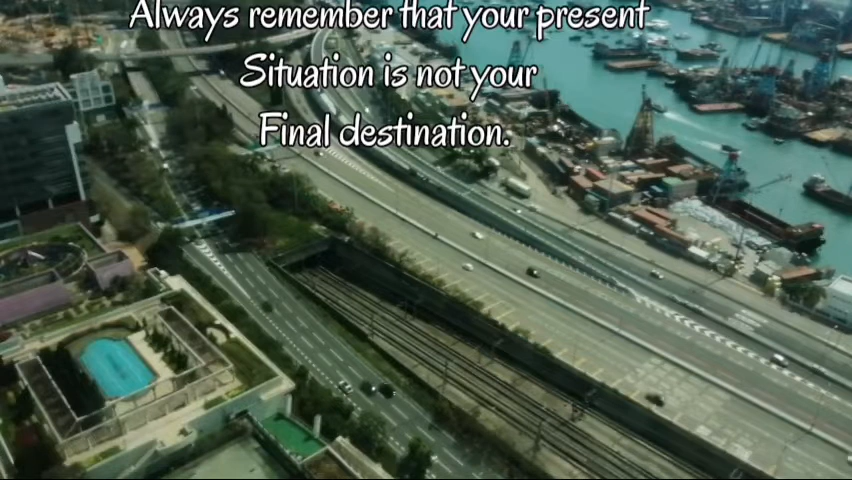 Always remember that your present
Situation is not your
Final destination.